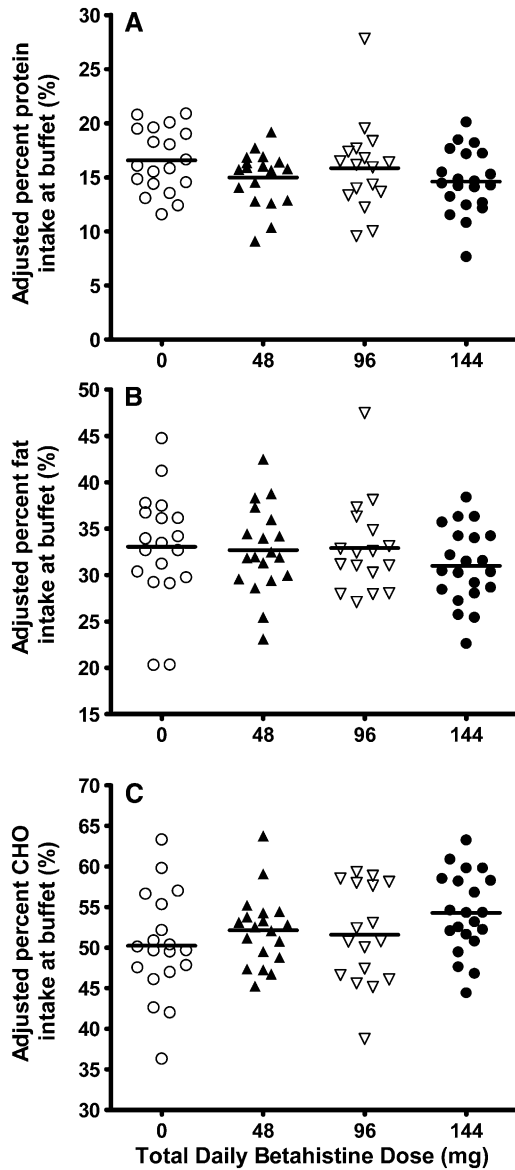 A
Adjusted percent protein
intake at buffet (%)
30
25
20
15
10
5
0
0 48 96 144
B
Adjusted percent fat
intake at buffet (%)
50
45
40
35
30
25
20
15
0 48 96 144
C
Adjusted percent CHO
intake at buffet (%)
70
65
60
55
50
45
40
35
30
0 48 96 144
Total Daily Betahistine Dose (mg)